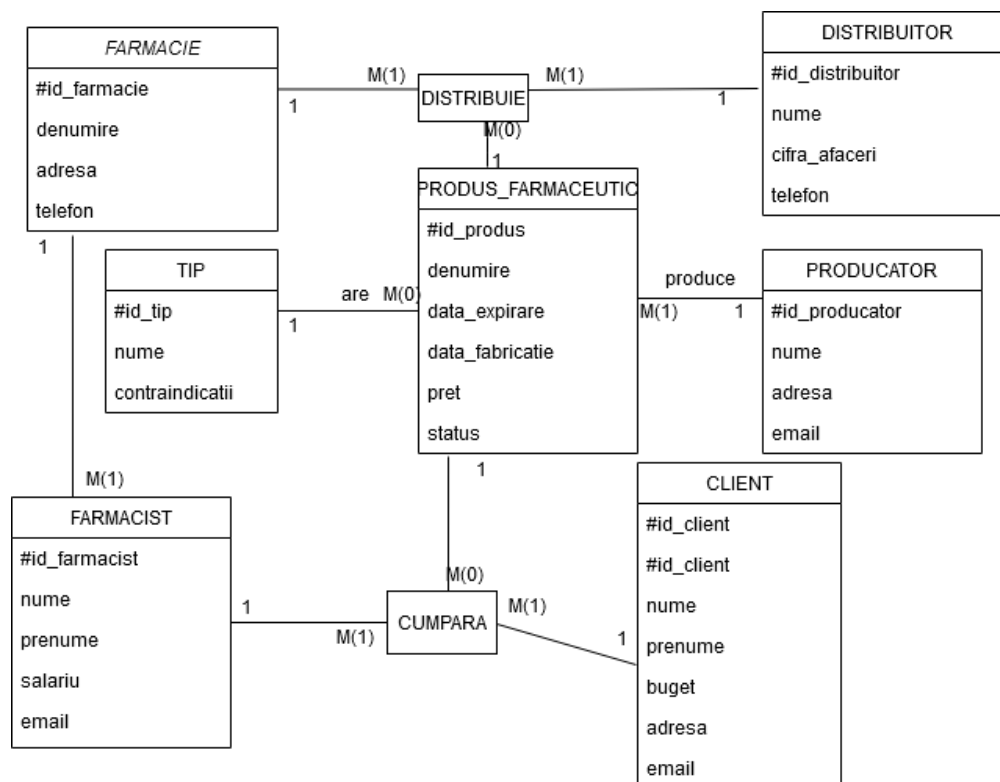 FARMACIE
#id_farmacie
denumire
adresa
telefon
1
M(1)
DISTRIBUIE
M(1)
1
M(0)
1
DISTRIBUITOR
#id_distribuitor
nume
cifra_afaceri
telefon
1
TIP
#id_tip
nume
contraindicatii
1
are M(0)
PRODUS_FARMACEUTIC
#id_produs
denumire
data_expirare
data_fabricatie
pret
status
produce
M(1)
1
PRODUCATOR
#id_producator
nume
adresa
email
M(1)
FARMACIST
#id_farmacist
nume
prenume
salariu
email
1
M(1)
1
M(0)
CUMPARA
M(1)
1
CLIENT
#id_client
#id_client
nume
prenume
buget
adresa
email